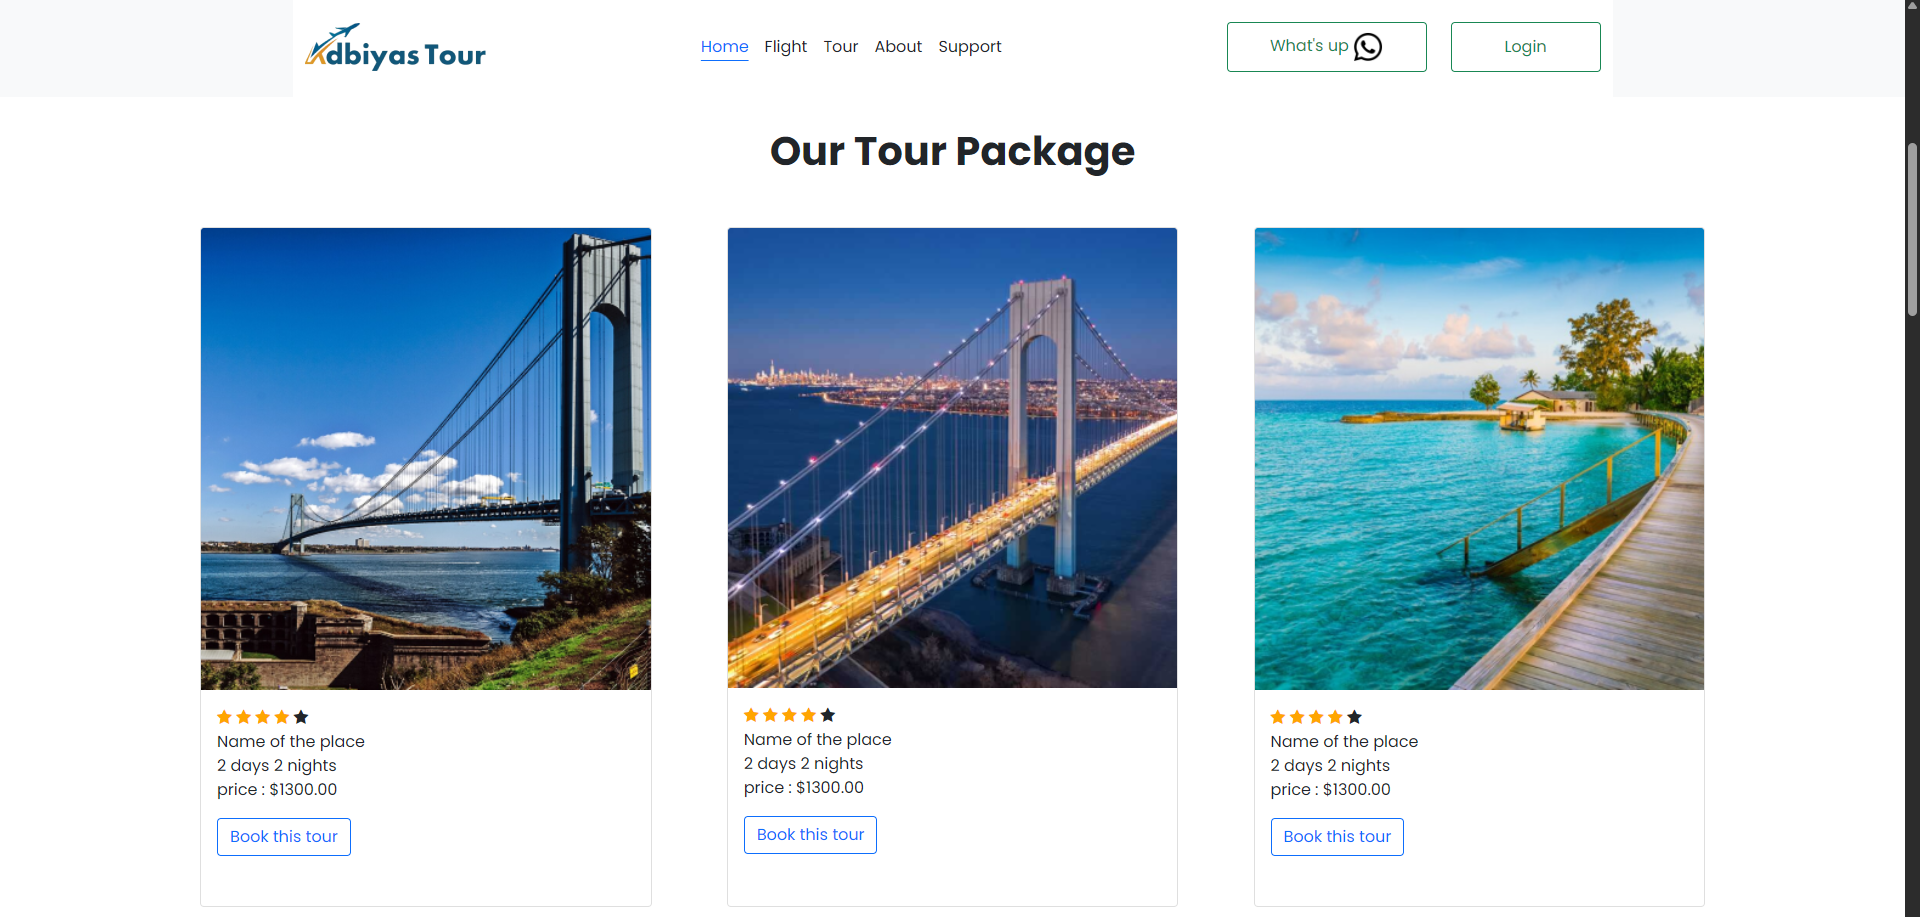 Adbiyas Tour
Home Flight Tour About Support
What's up
Login
Our Tour Package
Name of the place
2 days 2 nights
price : $1300.00
Book this tour
Name of the place
2 days 2 nights
price : $1300.00
Book this tour
Name of the place
2 days 2 nights
price : $1300.00
Book this tour